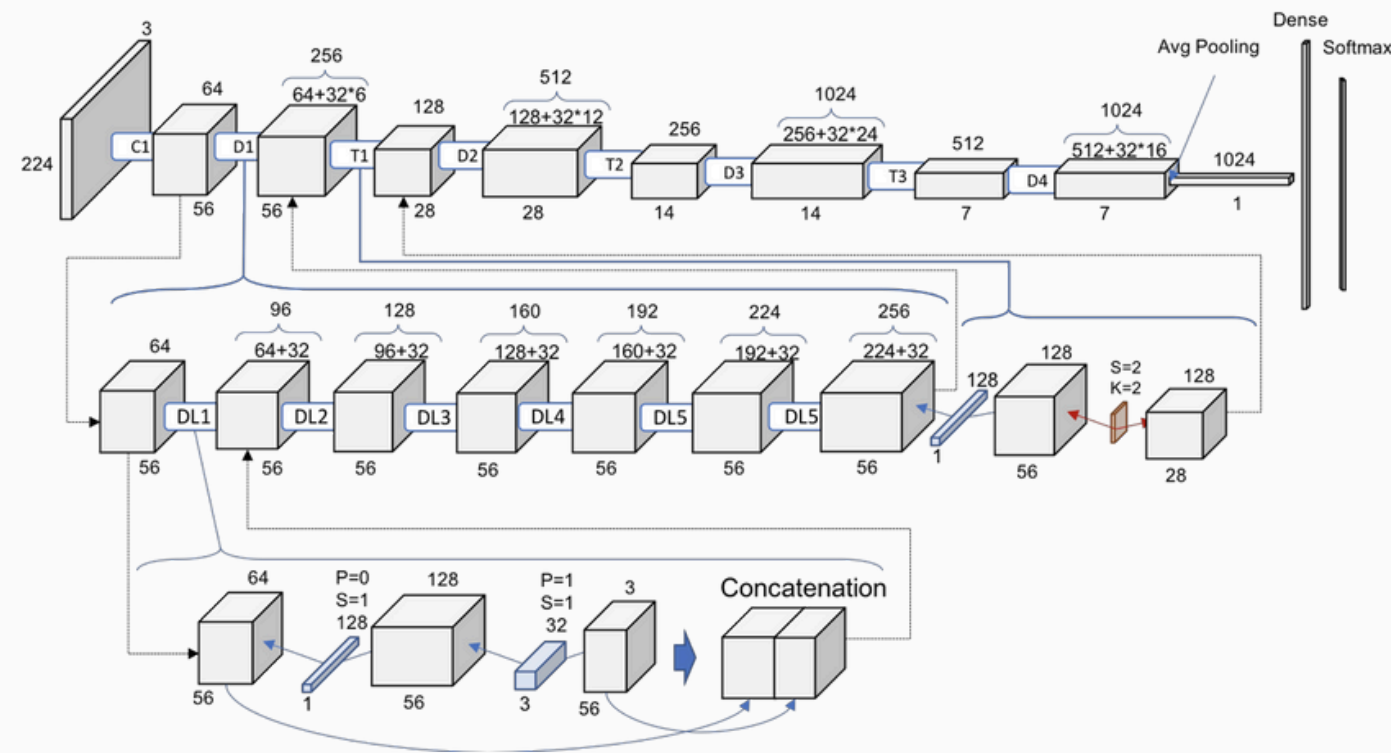 Dense
3
Avg Pooling
Softmax
256
512
64
64+32*6
128
128+32*12
1024
1024
256
256+32*24
512
512+32*16
1024
224
C1
D1
T1
D2
T2
D3
T3
D4
56
56
28
28
14
14
7
7
1
96
128
160
192
224
256
64
64+32
96+32
128+32
160+32
192+32
224+32
128
S=2
K=2
128
128
DL1
DL2
DL3
DL4
DL5
DL5
56
56
56
56
56
56
56
1
56
28
64
P=0
S=1
128
128
P=1
S=1
32
3
Concatenation
56
1
56
3
56